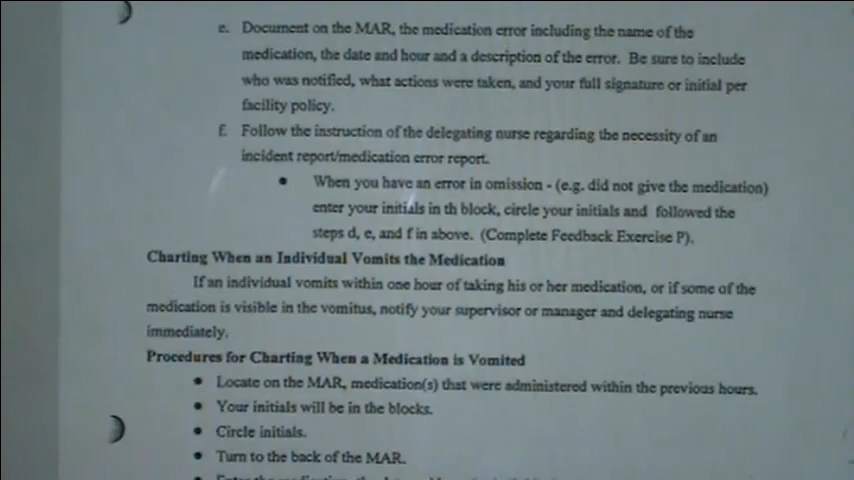 e. Document on the MAR, the medication error including the name of the
medication, the date and hour and a description of the error. Be sure to include
who was notified, what actions were taken, and your full signature or initial per
facility policy.
f. Follow the instruction of the delegating nurse regarding the necessity of an
incident report/medication error report.
• When you have an error in omission - (e.g. did not give the medication)
enter your initials in th block, circle your initials and followed the
steps d, e, and f in above. (Complete Feedback Exercise P).
Charting When an Individual Vomits the Medication
If an individual vomits within one hour of taking his or her medication, or if some of the
medication is visible in the vomitus, notify your supervisor or manager and delegating nurse
immediately.
Procedures for Charting When a Medication is Vomited
• Locate on the MAR, medication(s) that were administered within the previous hours.
• Your initials will be in the blocks.
• Circle initials.
• Turn to the back of the MAR.